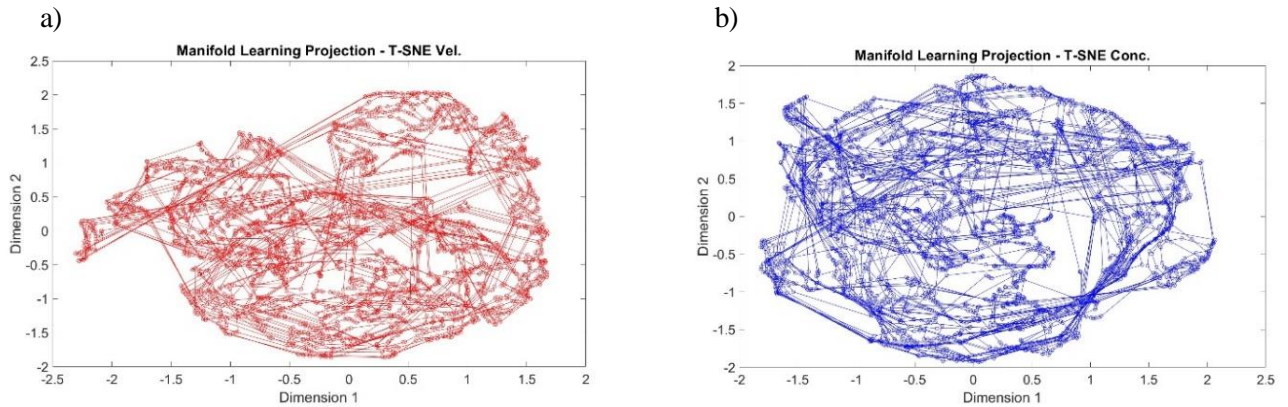 a)
b)
Manifold Learning Projection - T-SNE Vel.
2.5
2
1.5
1
0.5
0
-0.5
-1
-1.5
-2
Dimension 2
-2.5 -2 -1.5 -1 -0.5 0 0.5 1 1.5 2
Dimension 1
Manifold Learning Projection - T-SNE Conc.
2
1.5
1
0.5
0
-0.5
-1
-1.5
-2
Dimension 2
-2 -1.5 -1 -0.5 0 0.5 1 1.5 2 2.5
Dimension 1